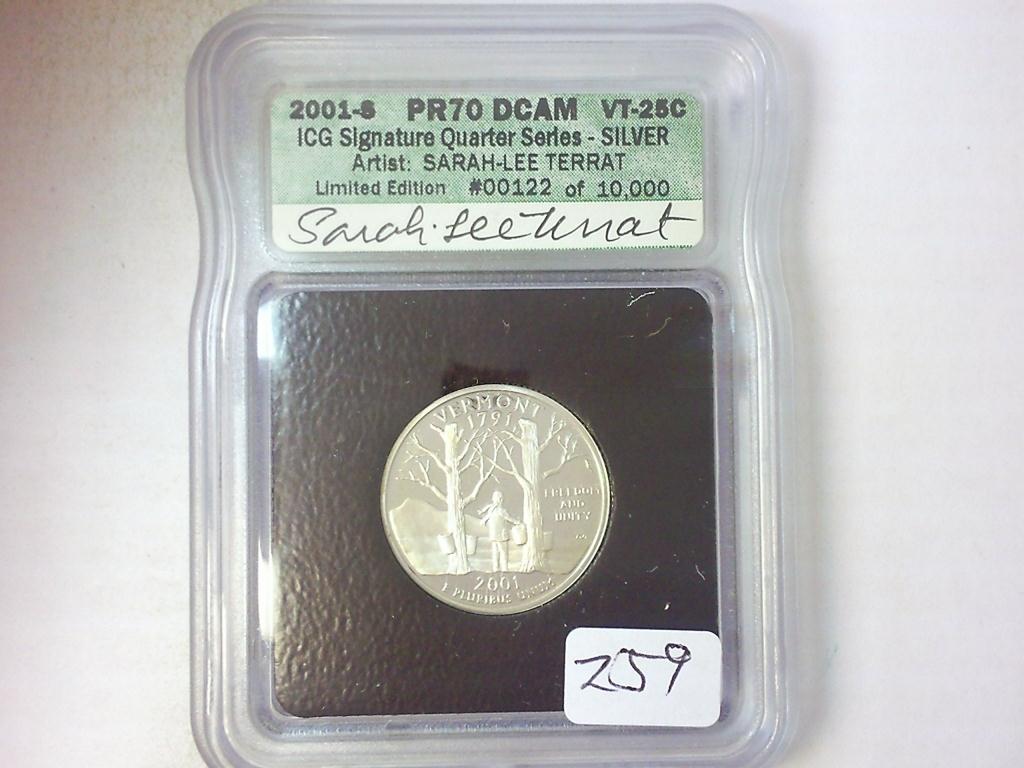 2001-S PR70 DCAM VT-25C
ICG Signature Quarter Series - SILVER
Artist: SARAH-LEE TERRAT
Limited Edition #00122 of 10,000
Sarah-Lee Terrat
VERMONT
1791
FREEDOM
AND
UNITY
2001
E PLURIBUS UNUM
259